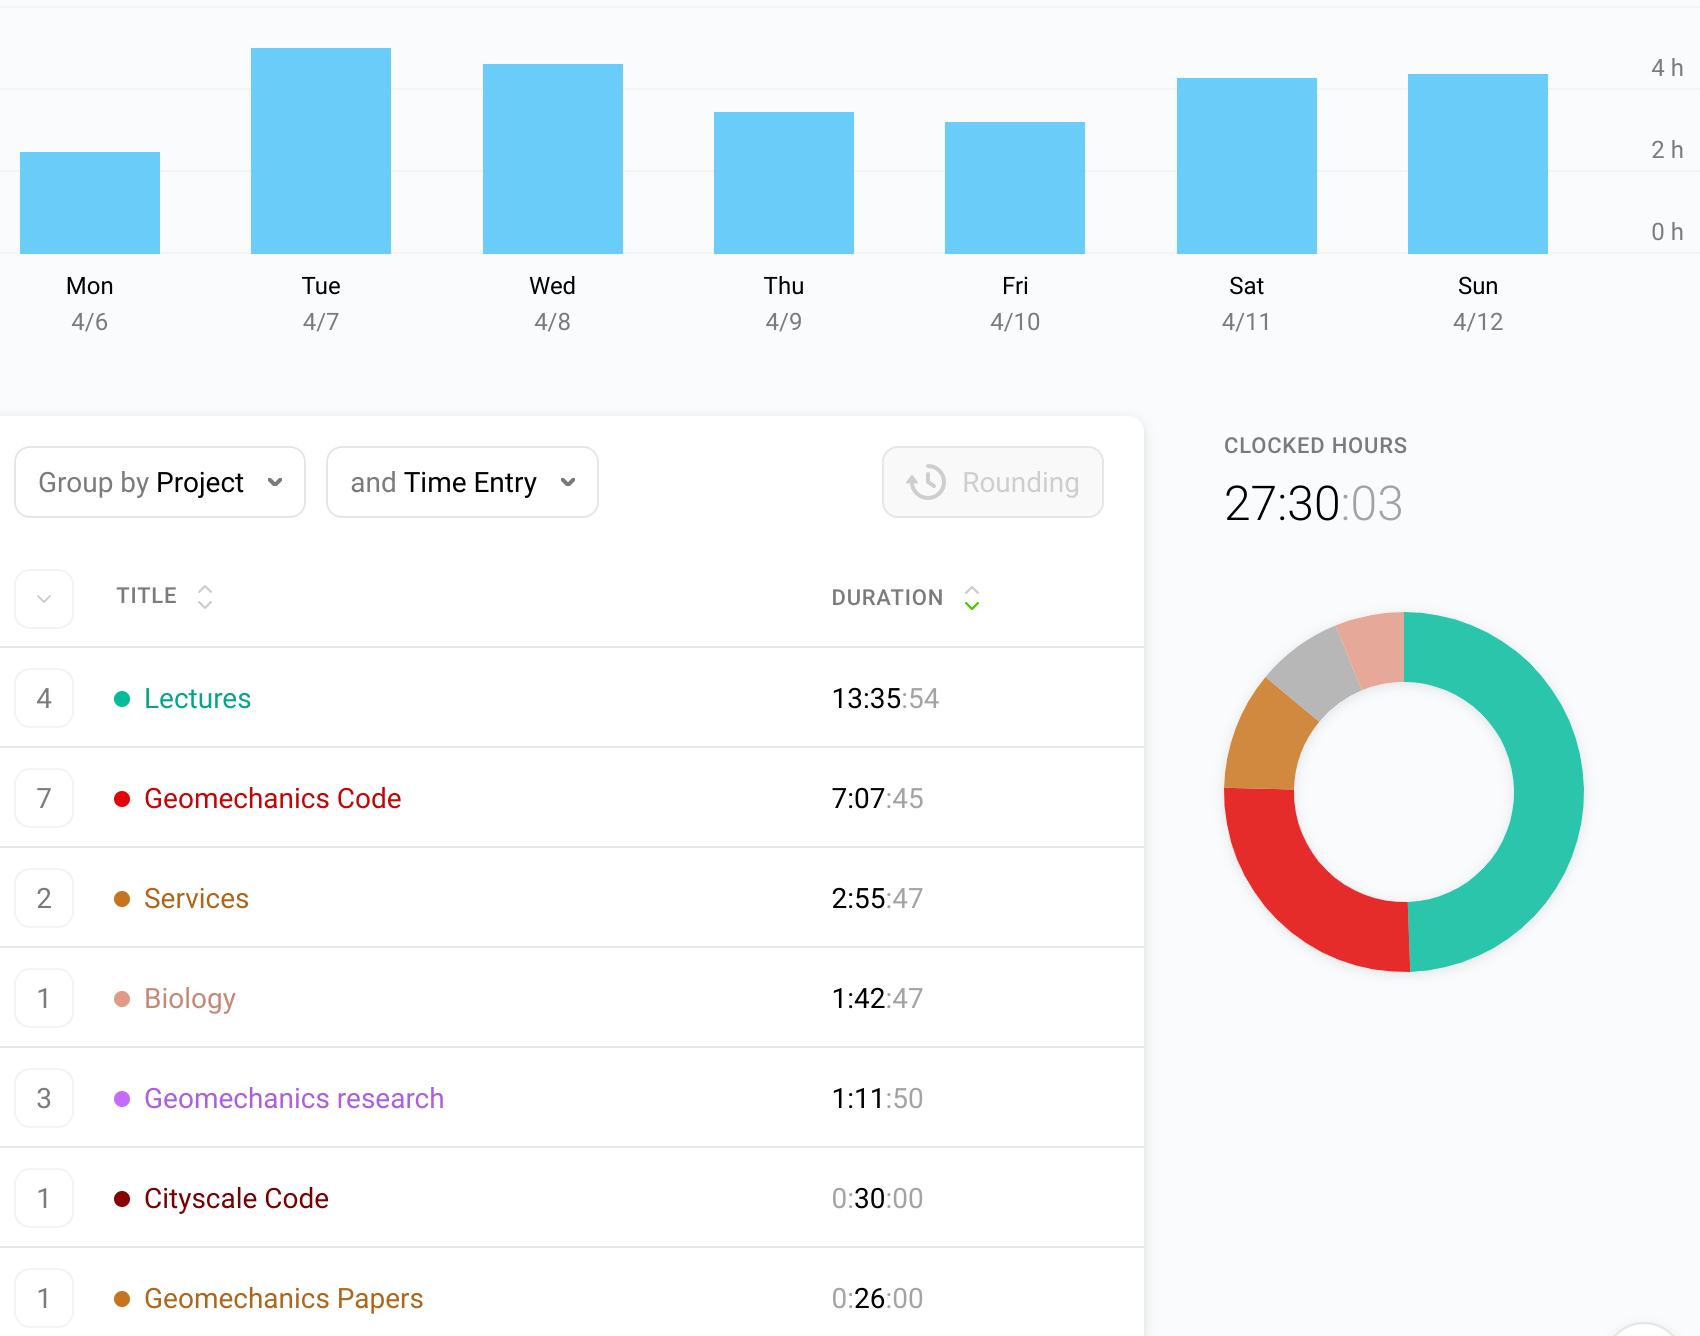 4 h
2 h
0 h
Mon Tue Wed Thu Fri Sat Sun
4/6 4/7 4/8 4/9 4/10 4/11 4/12
Group by Project and Time Entry Rounding
TITLE DURATION
4 Lectures 13:35:54
7 Geomechanics Code 7:07:45
2 Services 2:55:47
1 Biology 1:42:47
3 Geomechanics research 1:11:50
1 Cityscale Code 0:30:00
1 Geomechanics Papers 0:26:00
CLOCKED HOURS
27:30:03